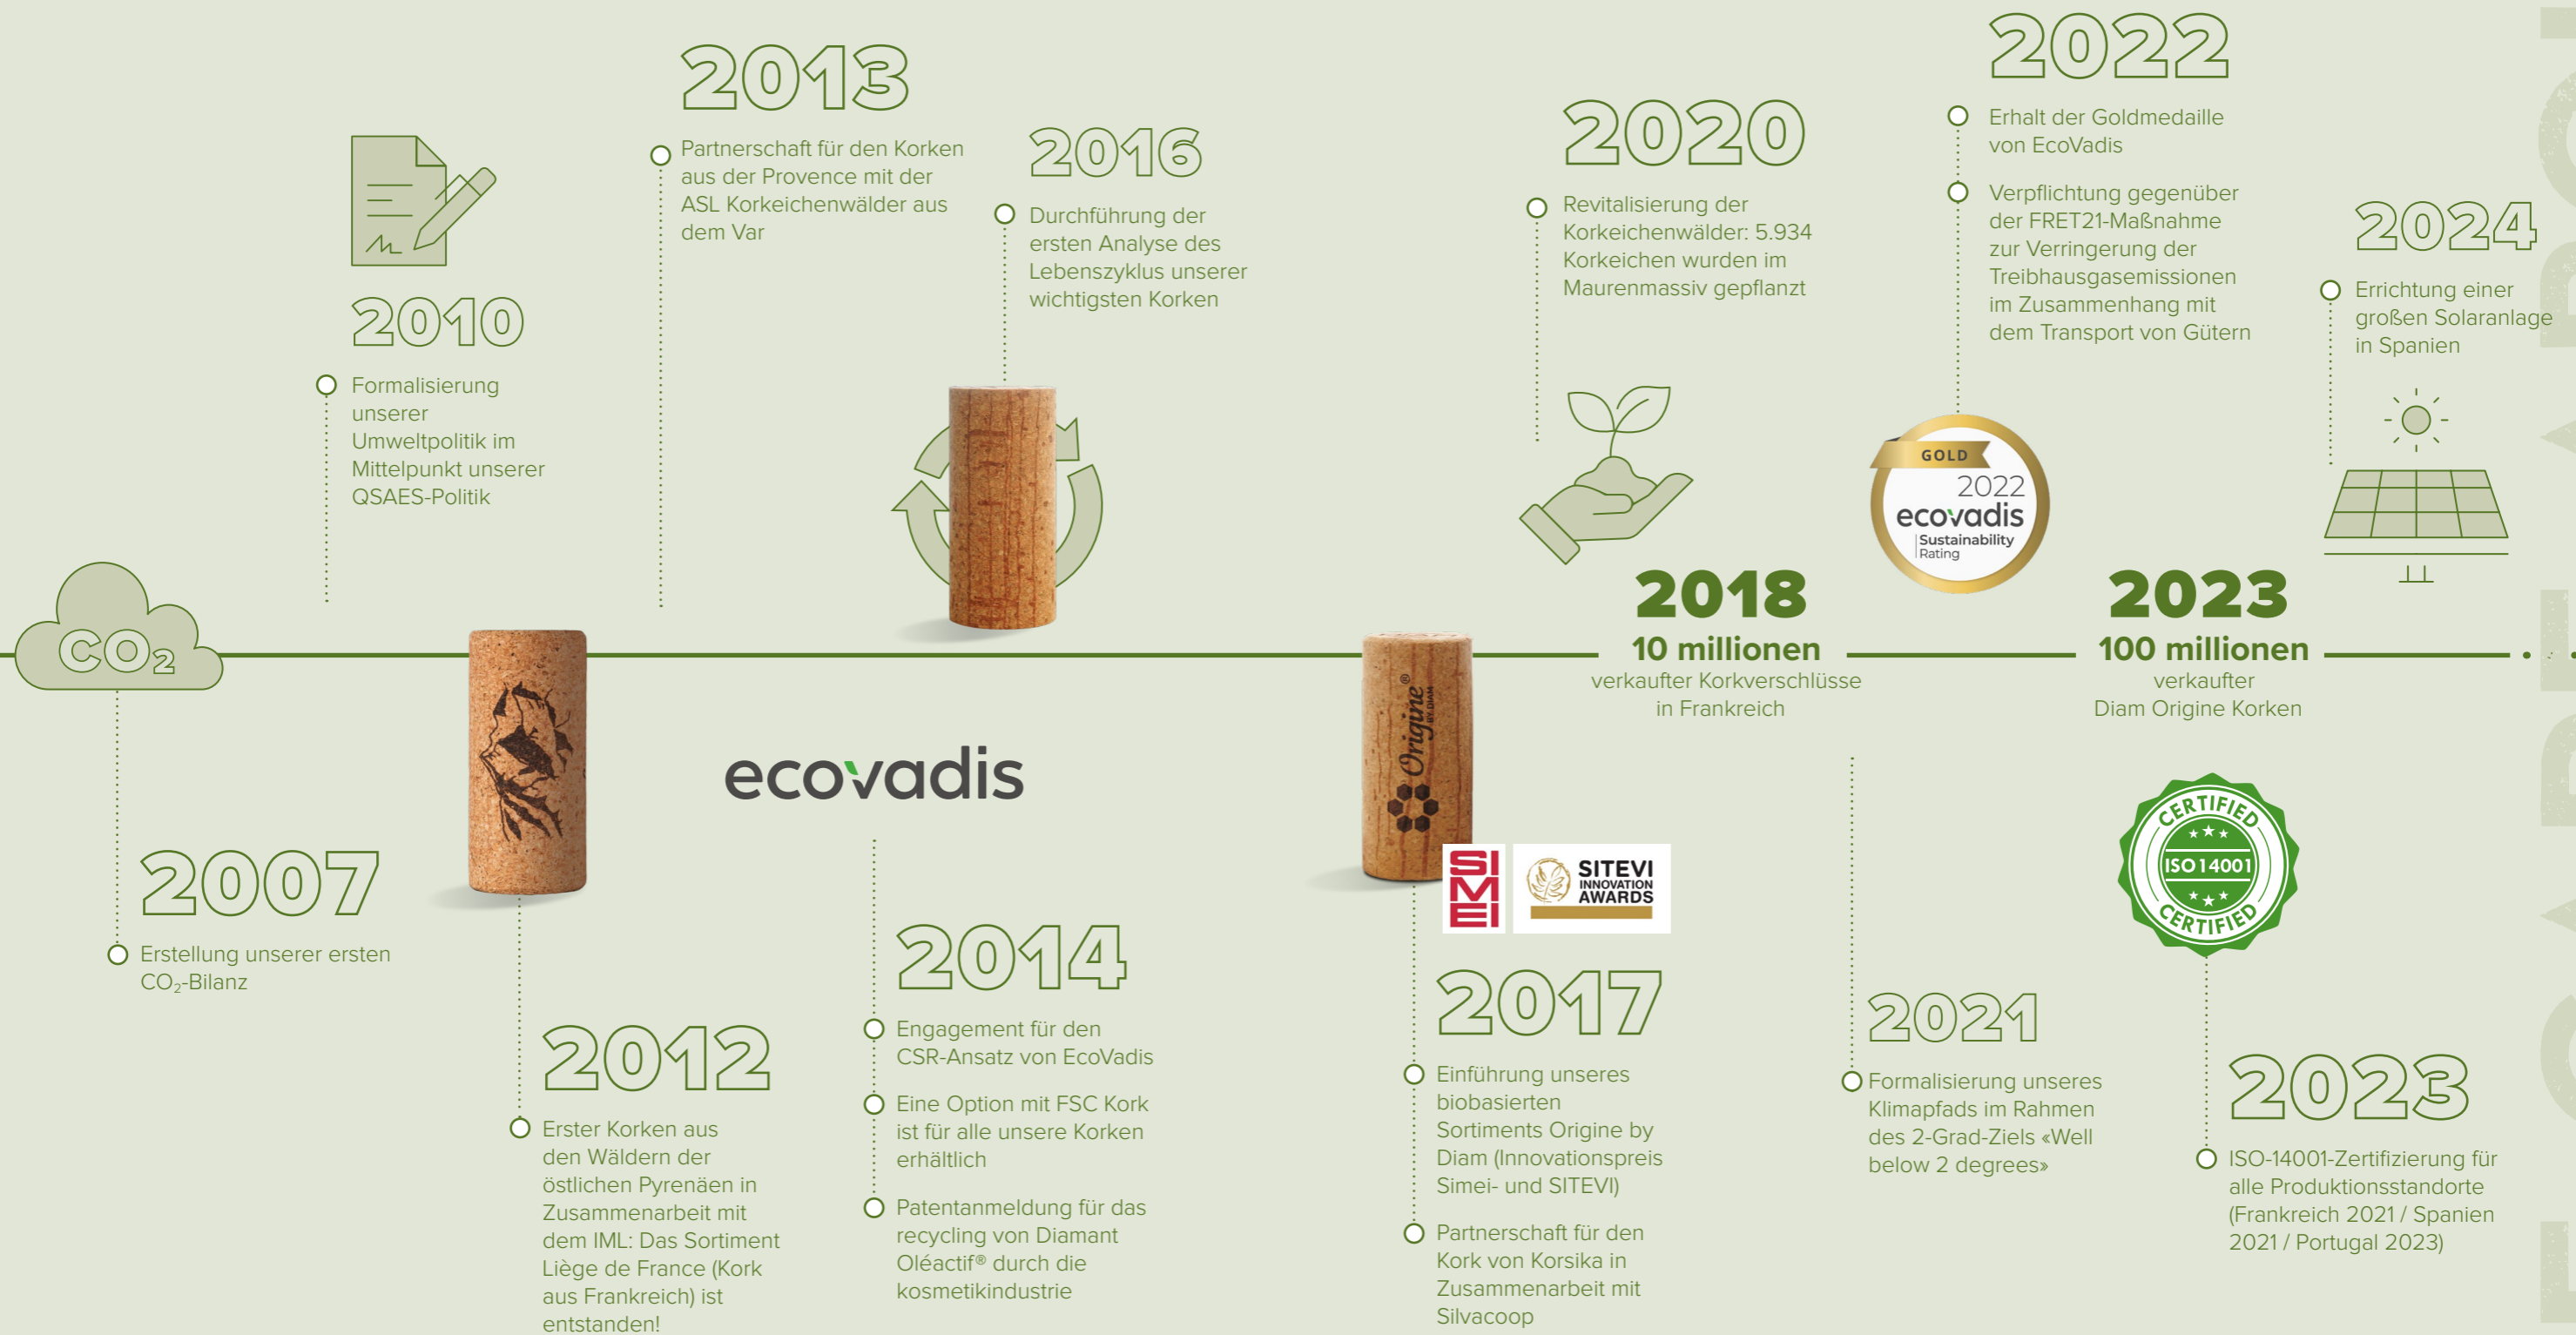 CO₂
2007
Erstellung unserer ersten
CO₂-Bilanz
2010
Formalisierung
unserer
Umweltpolitik im
Mittelpunkt unserer
QSAES-Politik
2012
Erster Korken aus
den Wäldern der
östlichen Pyrenäen in
Zusammenarbeit mit
dem IML: Das Sortiment
Liège de France (Kork
aus Frankreich) ist
entstanden!
2013
Partnerschaft für den Korken
aus der Provence mit der
ASL Korkeichenwälder aus
dem Var
ecovadis
2014
Engagement für den
CSR-Ansatz von EcoVadis
Eine Option mit FSC Kork
ist für alle unsere Korken
erhältlich
Patentanmeldung für das
recycling von Diamant
Oléactif® durch die
kosmetikindustrie
2016
Durchführung der
ersten Analyse des
Lebenszyklus unserer
wichtigsten Korken
Origine®
BY DIAM
SI
M
EI
SITEVI
INNOVATION
AWARDS
2017
Einführung unseres
biobasierten
Sortiments Origine by
Diam (Innovationspreis
Simei- und SITEVI)
Partnerschaft für den
Kork von Korsika in
Zusammenarbeit mit
Silvacoop
2018
10 millionen
verkaufter Korkverschlüsse
in Frankreich
2020
Revitalisierung der
Korkeichenwälder: 5.934
Korkeichen wurden im
Maurenmassiv gepflanzt
2021
Formalisierung unseres
Klimapfads im Rahmen
des 2-Grad-Ziels «Well
below 2 degrees»
2022
Erhalt der Goldmedaille
von EcoVadis
Verpflichtung gegenüber
der FRET21-Maßnahme
zur Verringerung der
Treibhausgasemissionen
im Zusammenhang mit
dem Transport von Gütern
GOLD
2022
ecovadis
Sustainability
Rating
2023
100 millionen
verkaufter
Diam Origine Korken
CERTIFIED
ISO 14001
CERTIFIED
2023
ISO-14001-Zertifizierung für
alle Produktionsstandorte
(Frankreich 2021 / Spanien
2021 / Portugal 2023)
2024
Errichtung einer
großen Solaranlage
in Spanien